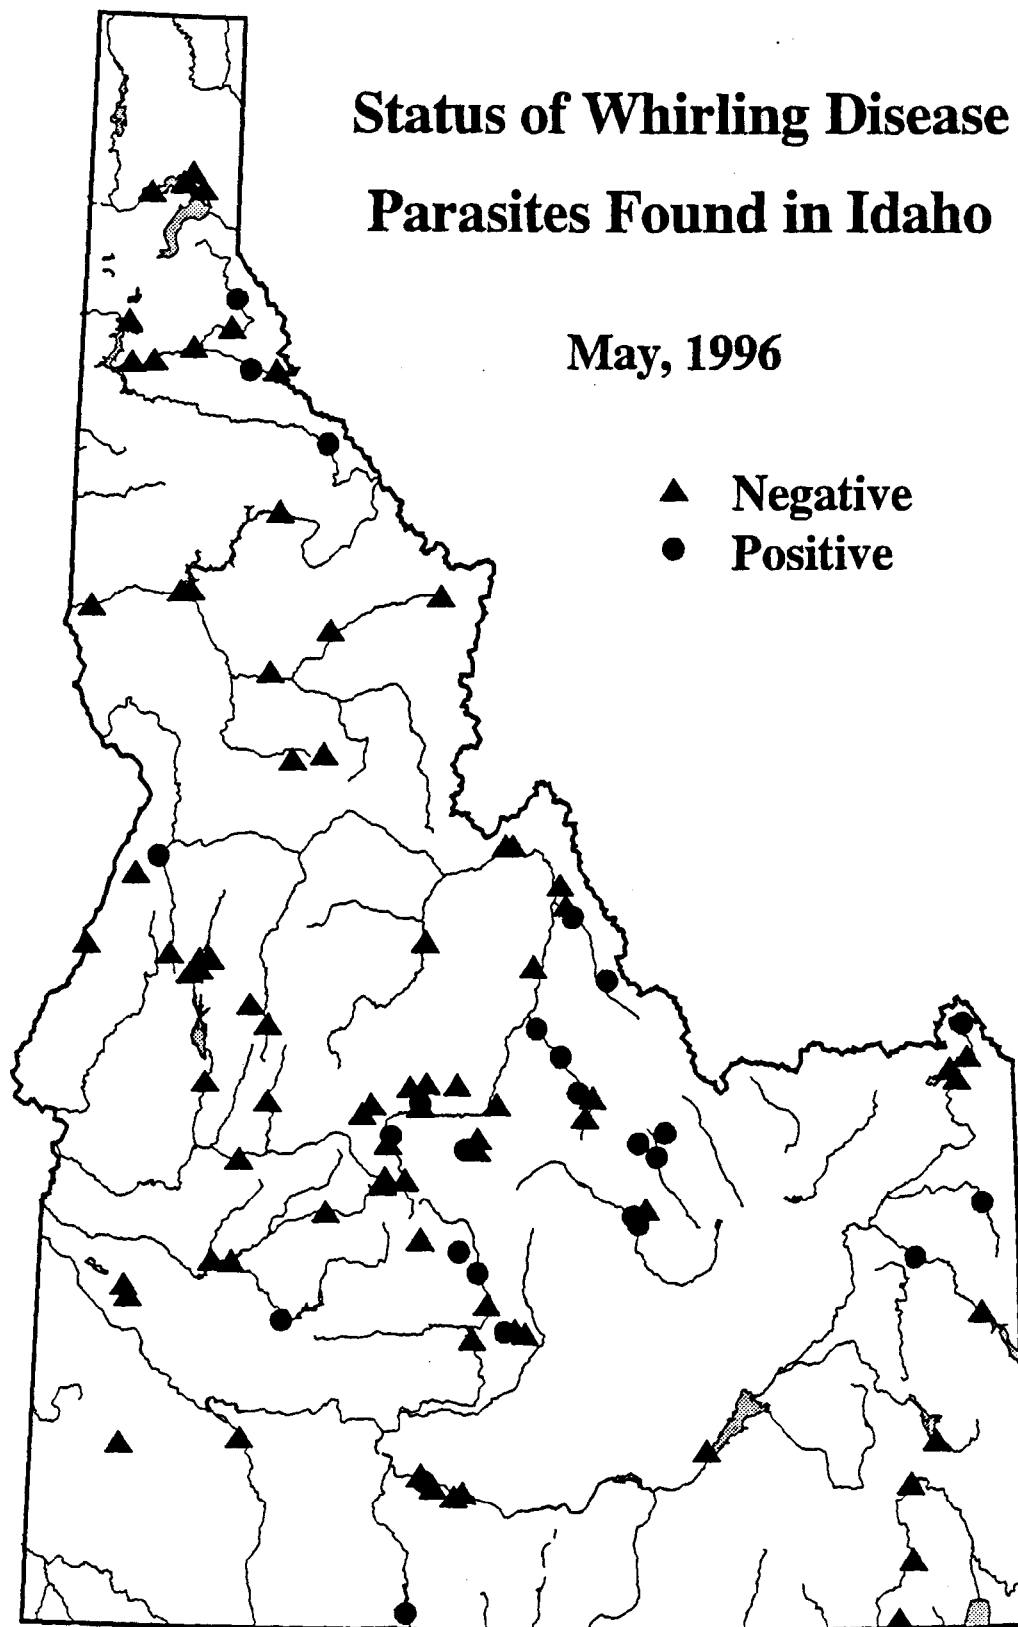 Status of Whirling Disease
Parasites Found in Idaho
May, 1996
Negative
Positive